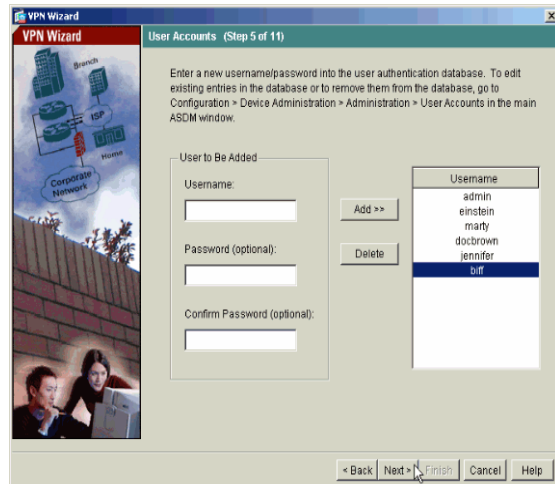 VPN Wizard
VPN Wizard
User Accounts (Step 5 of 11)
Branch
ISP
Home
Corporate
Network
Enter a new username/password into the user authentication database. To edit
existing entries in the database or to remove them from the database, go to
Configuration > Device Administration > Administration > User Accounts in the main
ASDM window.
User to Be Added
Username:
Password (optional):
Confirm Password (optional):
Add >>
Delete
Username
admin
einstein
marty
docbrown
jennifer
biff
< Back Next > Finish Cancel Help